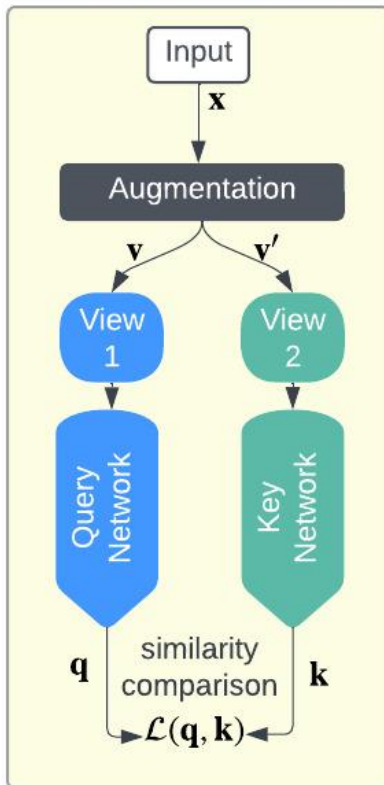 Input
x
Augmentation
v
v′
View
1
View
2
Query
Network
Key
Network
q
similarity
comparison
k
ℒ(q, k)